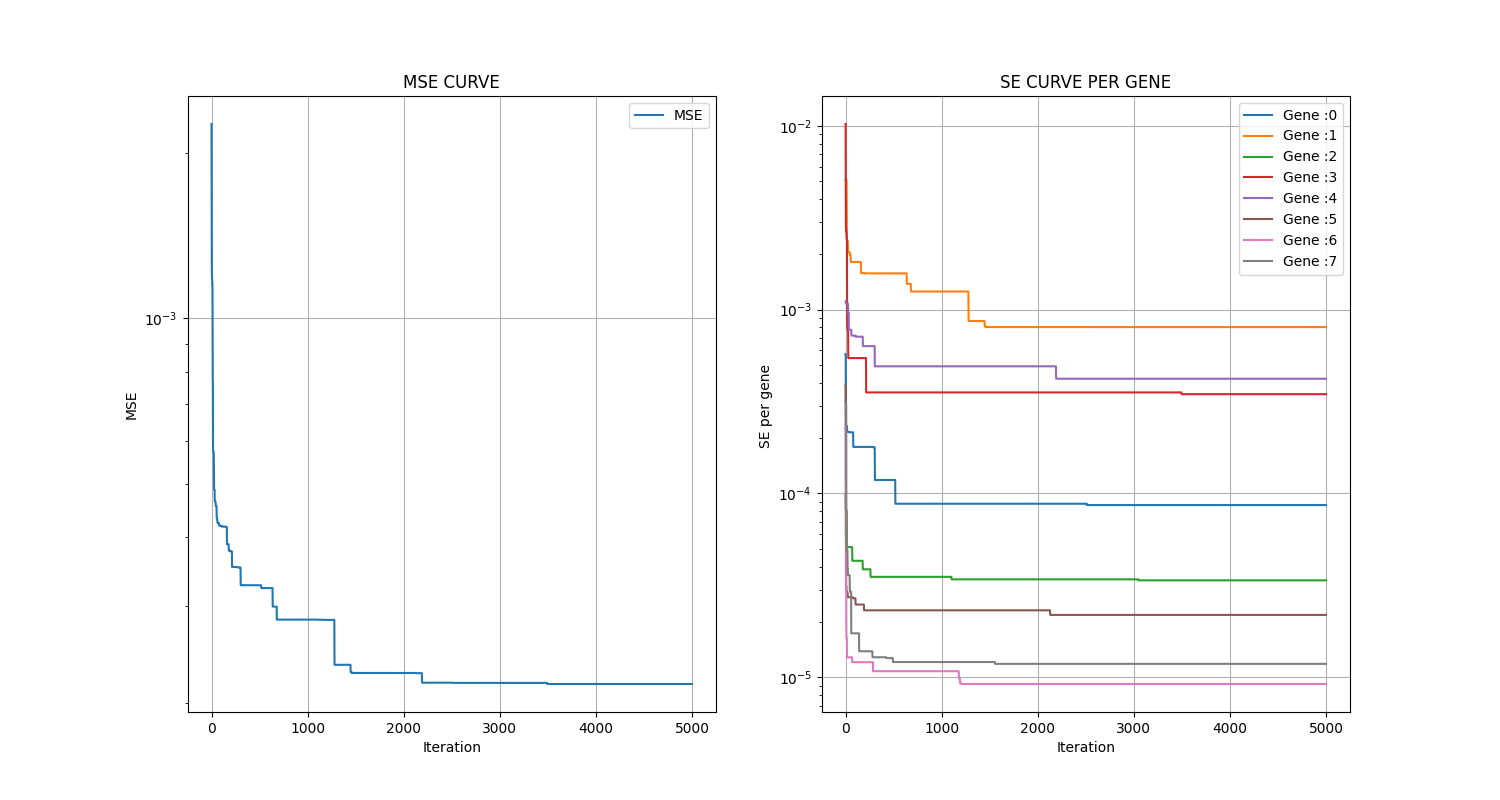 MSE CURVE
MSE
10⁻³
MSE
0 1000 2000 3000 4000 5000
Iteration
SE CURVE PER GENE
Gene :0
Gene :1
Gene :2
Gene :3
Gene :4
Gene :5
Gene :6
Gene :7
10⁻²
10⁻³
10⁻⁴
10⁻⁵
SE per gene
0 1000 2000 3000 4000 5000
Iteration